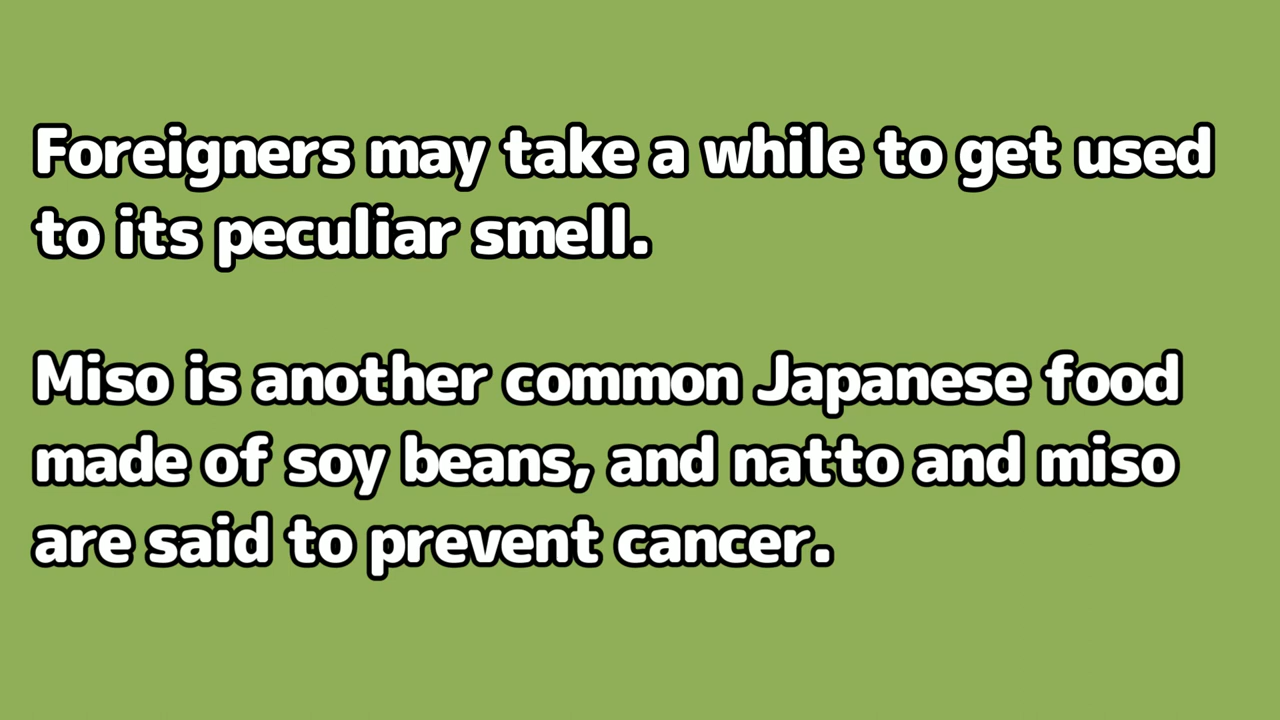 Foreigners may take a while to get used
to its peculiar smell.
Miso is another common Japanese food
made of soy beans, and natto and miso
are said to prevent cancer.